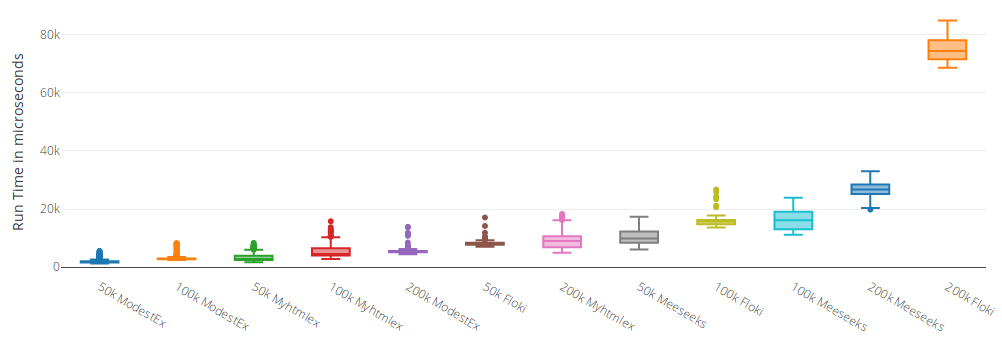 Run Time in microseconds
80k
60k
40k
20k
0
50k ModestEx
100k ModestEx
50k Myhtmlex
100k Myhtmlex
200k ModestEx
50k Floki
200k Myhtmlex
50k Meeseeks
100k Floki
100k Meeseeks
200k Meeseeks
200k Floki